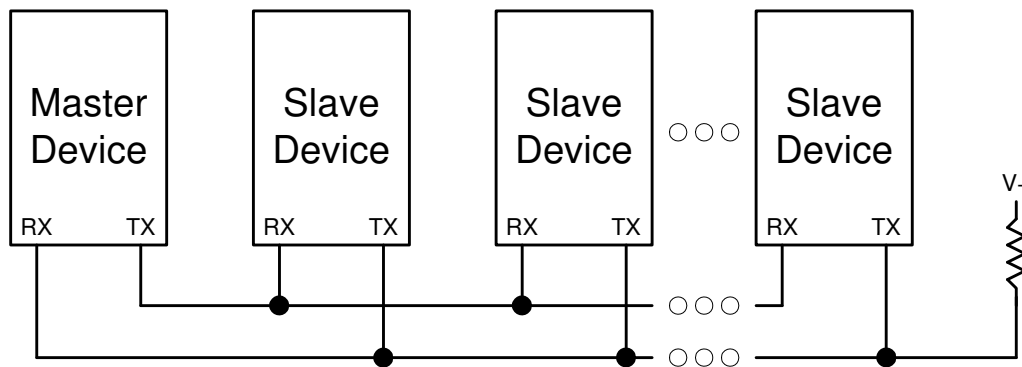 Master
Device
RX TX
Slave
Device
RX TX
Slave
Device
RX TX
Slave
Device
RX TX
V+